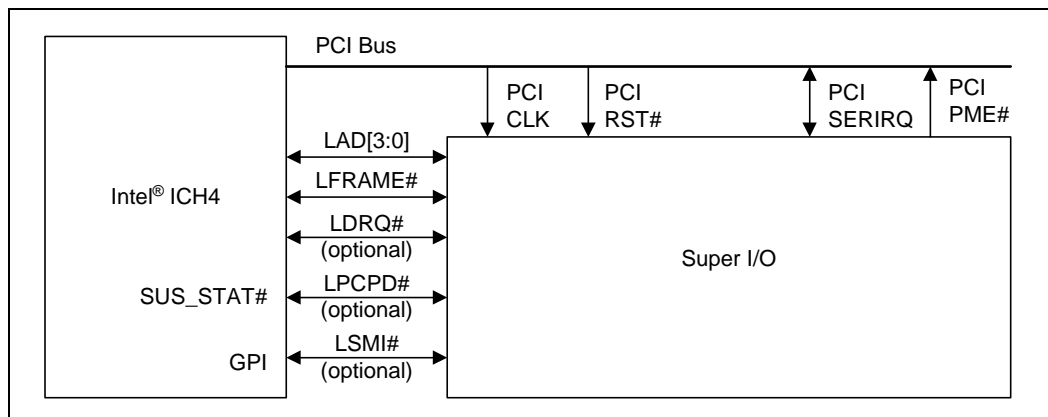 PCI Bus
PCI
CLK
PCI
RST#
PCI
SERIRQ
PCI
PME#
LAD[3:0]
LFRAME#
LDRQ#
(optional)
LPCPD#
(optional)
LSMI#
(optional)
Intel® ICH4
SUS_STAT#
GPI
Super I/O